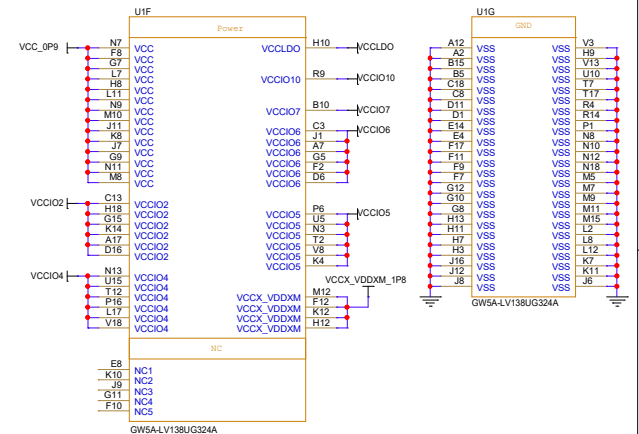 U1F
Power
VCC_0P9
N7 VCC
F8 VCC
G7 VCC
L7 VCC
H8 VCC
L11 VCC
N9 VCC
M10 VCC
J11 VCC
K8 VCC
J7 VCC
G9 VCC
N11 VCC
M8 VCC
VCCIO2
C13 VCCIO2
H18 VCCIO2
G15 VCCIO2
K14 VCCIO2
A17 VCCIO2
D16 VCCIO2
VCCIO4
N13 VCCIO4
U15 VCCIO4
T12 VCCIO4
P16 VCCIO4
L17 VCCIO4
V18 VCCIO4
VCCLDO H10 VCCLDO
VCCIO10 R9 VCCIO10
VCCIO7 B10 VCCIO7
VCCIO6 C3 VCCIO6
VCCIO6 J1
VCCIO6 A7
VCCIO6 G5
VCCIO6 F2
VCCIO6 D6
VCCIO5 P6 VCCIO5
VCCIO5 U5
VCCIO5 N3
VCCIO5 T2
VCCIO5 V8
VCCIO5 K4
VCCX_VDDXM_1P8
VCCX_VDDXM M12
VCCX_VDDXM F12
VCCX_VDDXM K12
VCCX_VDDXM H12
NC
E8 NC1
K10 NC2
J9 NC3
G11 NC4
F10 NC5
GW5A-LV138UG324A
U1G
GND
A12 VSS VSS V3
A2 VSS VSS H9
B15 VSS VSS V13
B5 VSS VSS U10
C18 VSS VSS T7
C8 VSS VSS T17
D11 VSS VSS R4
D1 VSS VSS R14
E14 VSS VSS P1
E4 VSS VSS N8
F17 VSS VSS N10
F11 VSS VSS N12
F9 VSS VSS N18
F7 VSS VSS M5
G12 VSS VSS M7
G10 VSS VSS M9
G8 VSS VSS M11
H13 VSS VSS M15
H11 VSS VSS L2
H7 VSS VSS L8
H3 VSS VSS L12
J16 VSS VSS K7
J12 VSS VSS K11
J8 VSS VSS J6
GW5A-LV138UG324A